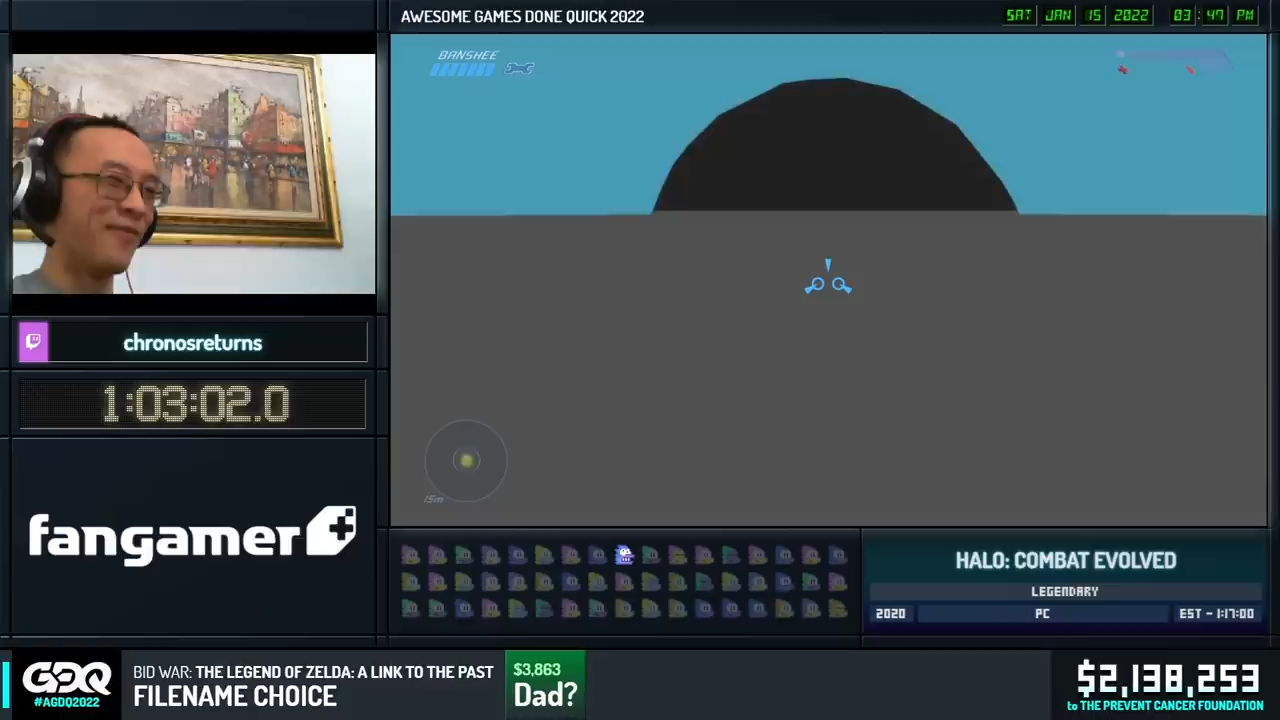 AWESOME GAMES DONE QUICK 2022
SAT JAN 15 2022 03:47 PM
BANSHEE
15m
chronosreturns
1:03:02.0
fangamer
HALO: COMBAT EVOLVED
LEGENDARY
2020 PC EST - 1:17:00
GDQ
#AGDQ2022
BID WAR: THE LEGEND OF ZELDA: A LINK TO THE PAST
FILENAME CHOICE
$3,863
Dad?
$2,138,253
to THE PREVENT CANCER FOUNDATION